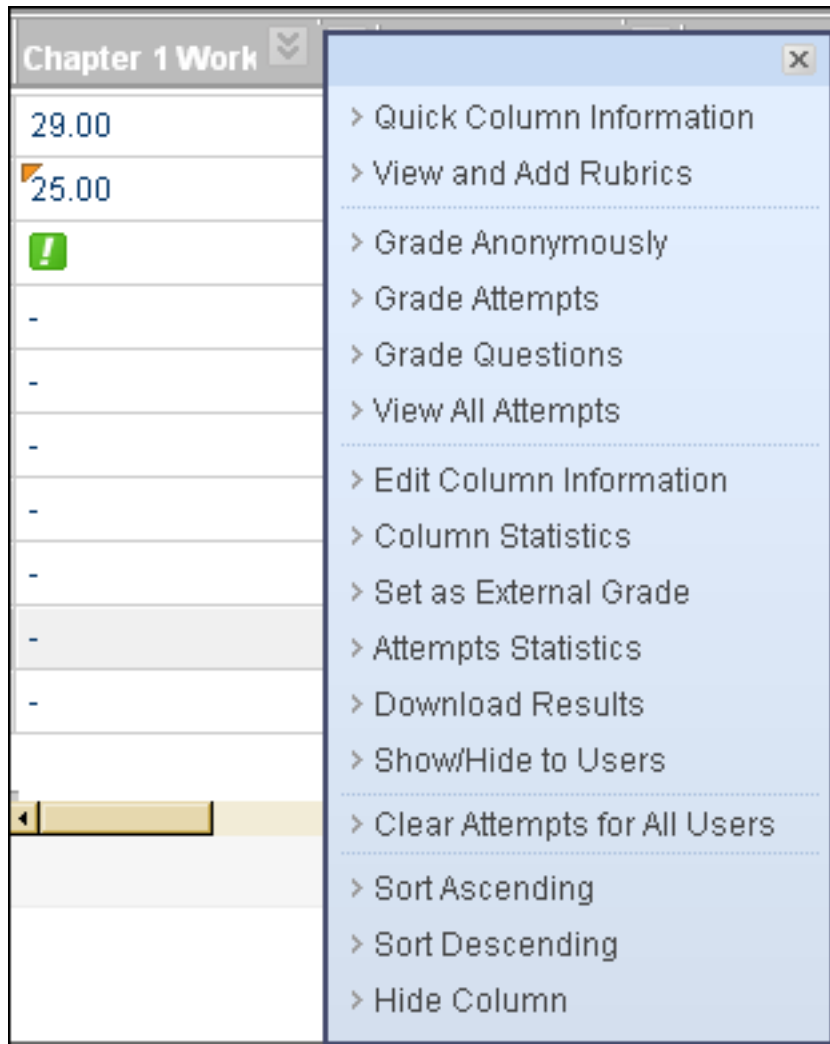 Chapter 1 Work
29.00
25.00
!
-
-
-
-
-
-
-
> Quick Column Information
> View and Add Rubrics
> Grade Anonymously
> Grade Attempts
> Grade Questions
> View All Attempts
> Edit Column Information
> Column Statistics
> Set as External Grade
> Attempts Statistics
> Download Results
> Show/Hide to Users
> Clear Attempts for All Users
> Sort Ascending
> Sort Descending
> Hide Column